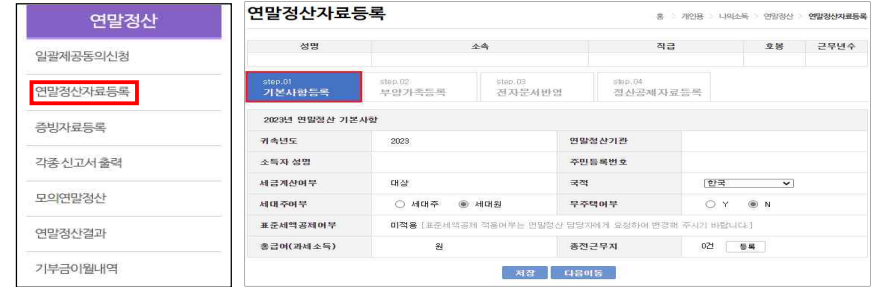 연말정산
일괄제공동의신청
연말정산자료등록
증빙자료등록
각종 신고서 출력
모의연말정산
연말정산결과
기부금이월내역
연말정산자료등록
홈 > 개인용 > 나의소득 > 연말정산 > 연말정산자료등록
성명 소속 직급 호봉 근무년수
step.01 step.02 step.03 step.04
기본사항등록 부양가족등록 전자문서반영 정산공제자료등록
2023년 연말정산 기본사항
귀속년도 2023 연말정산기관
소득자 성명 주민등록번호
세금계산여부 대상 국적 한국
세대주여부 세대주 세대원 무주택여부 Y N
표준세액공제여부 미적용 [표준세액공제 적용여부는 연말정산 담당자에게 요청하여 변경해 주시기 바랍니다.]
총급여(과세소득) 원 종전근무지 0건 등록
저장 다음이동